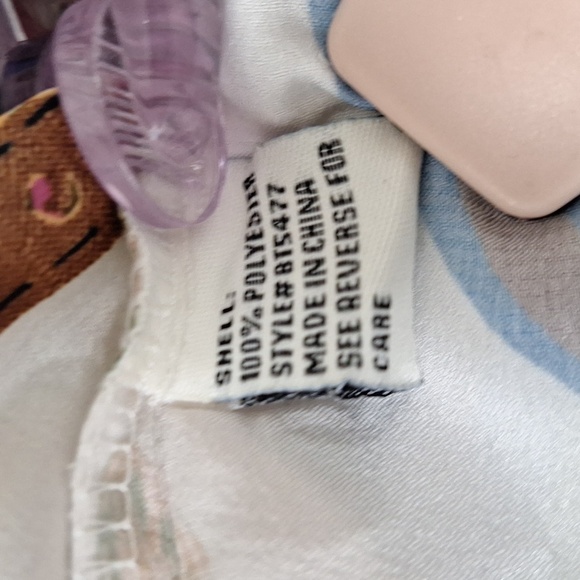 SHELL:
100% POLYESTER
STYLE# BT5477
MADE IN CHINA
SEE REVERSE FOR
CARE